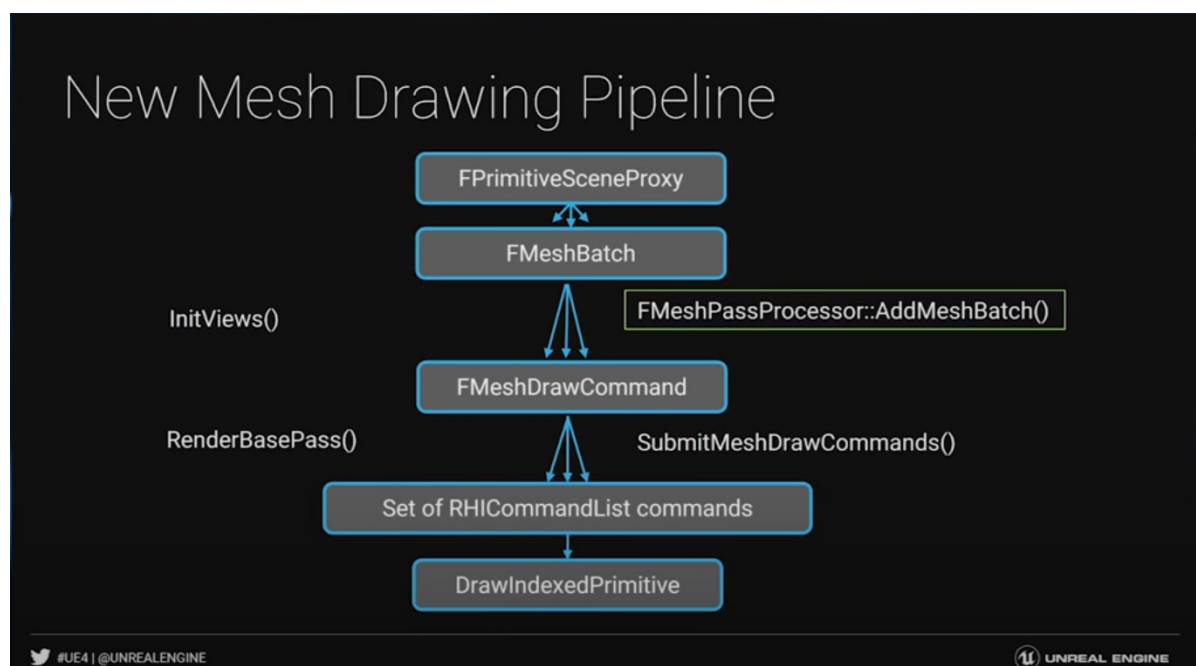 New Mesh Drawing Pipeline
FPrimitiveSceneProxy
FMeshBatch
InitViews()
FMeshPassProcessor::AddMeshBatch()
FMeshDrawCommand
RenderBasePass()
SubmitMeshDrawCommands()
Set of RHICommandList commands
DrawIndexedPrimitive
#UE4 | @UNREALENGINE
UNREAL ENGINE